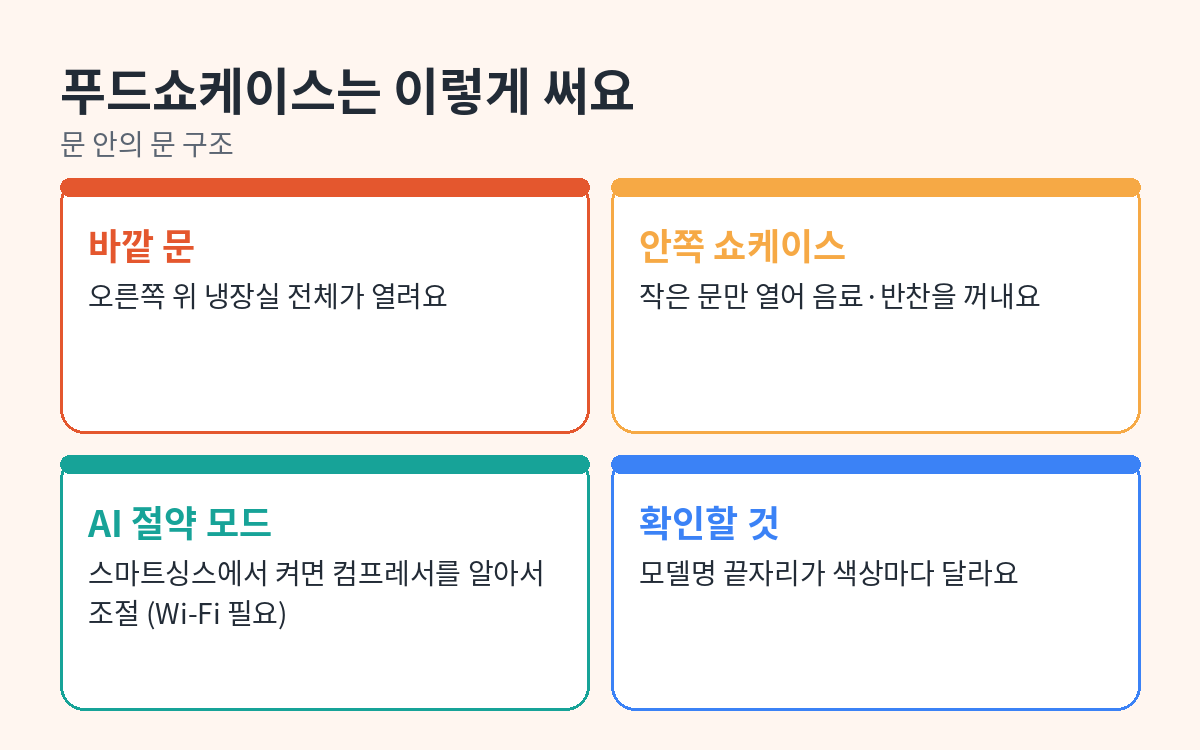 푸드쇼케이스는 이렇게 써요
문 안의 문 구조
바깥 문
오른쪽 위 냉장실 전체가 열려요
안쪽 쇼케이스
작은 문만 열어 음료·반찬을 꺼내요
AI 절약 모드
스마트싱스에서 켜면 컴프레서를 알아서
조절 (Wi-Fi 필요)
확인할 것
모델명 끝자리가 색상마다 달라요